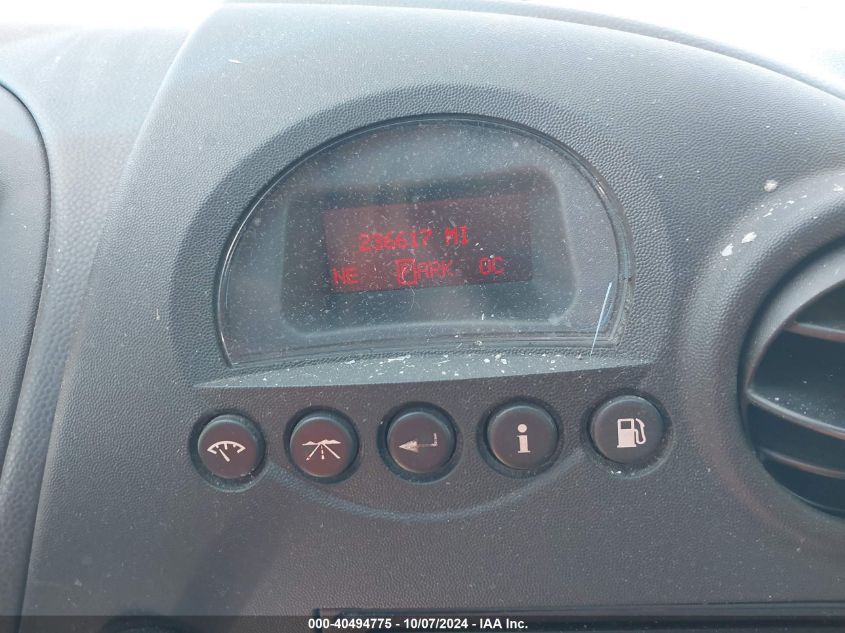 236617 MI
NE PARK 0C
i
000-40494775 - 10/07/2024 - IAA Inc.